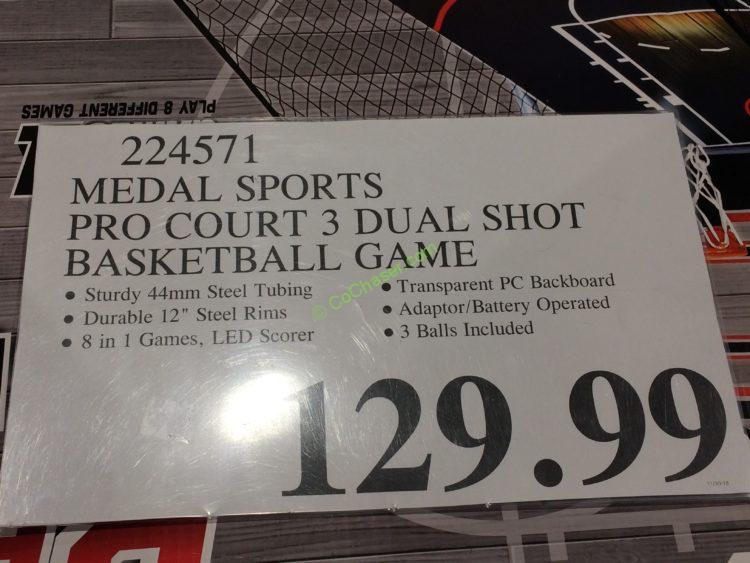 PLAY 8 DIFFERENT GAMES
224571
MEDAL SPORTS
PRO COURT 3 DUAL SHOT
BASKETBALL GAME
• Sturdy 44mm Steel Tubing
• Durable 12" Steel Rims
• 8 in 1 Games, LED Scorer
• Transparent PC Backboard
• Adaptor/Battery Operated
• 3 Balls Included
© CoChaser.com
129.99